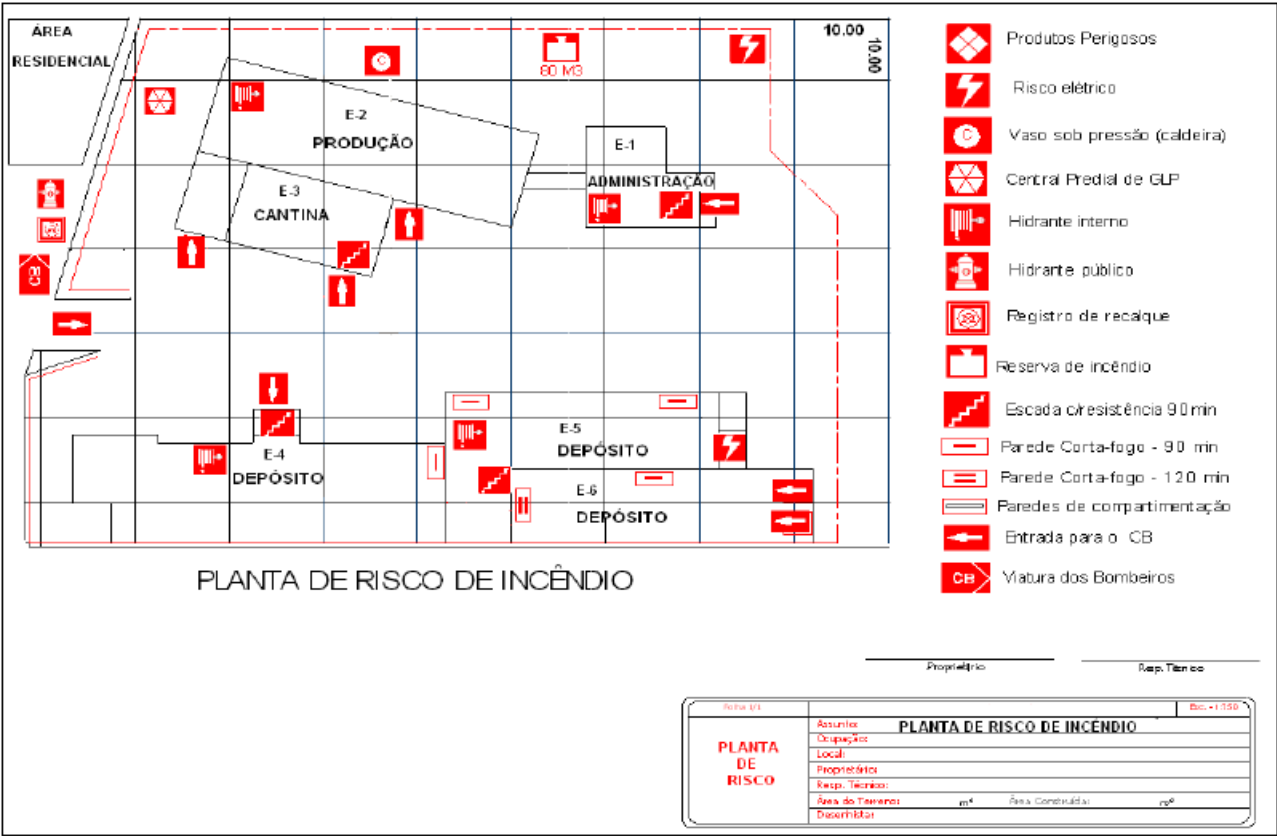 ÁREA
RESIDENCIAL
10.00
10.00
C
80 M3
E-2
PRODUÇÃO
E-1
ADMINISTRAÇÃO
E-3
CANTINA
CB
E-4
DEPÓSITO
E-5
DEPÓSITO
E-6
DEPÓSITO
PLANTA DE RISCO DE INCÊNDIO
Produtos Perigosos
Risco elétrico
C Vaso sob pressão (caldeira)
Central Predial de GLP
Hidrante interno
Hidrante público
Registro de recalque
Reserva de incêndio
Escada c/resistência 90min
Parede Corta-fogo - 90 min
Parede Corta-fogo - 120 min
Paredes de compartimentação
Entrada para o CB
CB Viatura dos Bombeiros
Proprietário
Resp. Técnico
Folha 1/1
PLANTA
DE
RISCO
Assunto: PLANTA DE RISCO DE INCÊNDIO
Ocupação:
Local:
Proprietário:
Resp. Técnico:
Área do Terreno: m² Área Construída: m²
Desenhista: